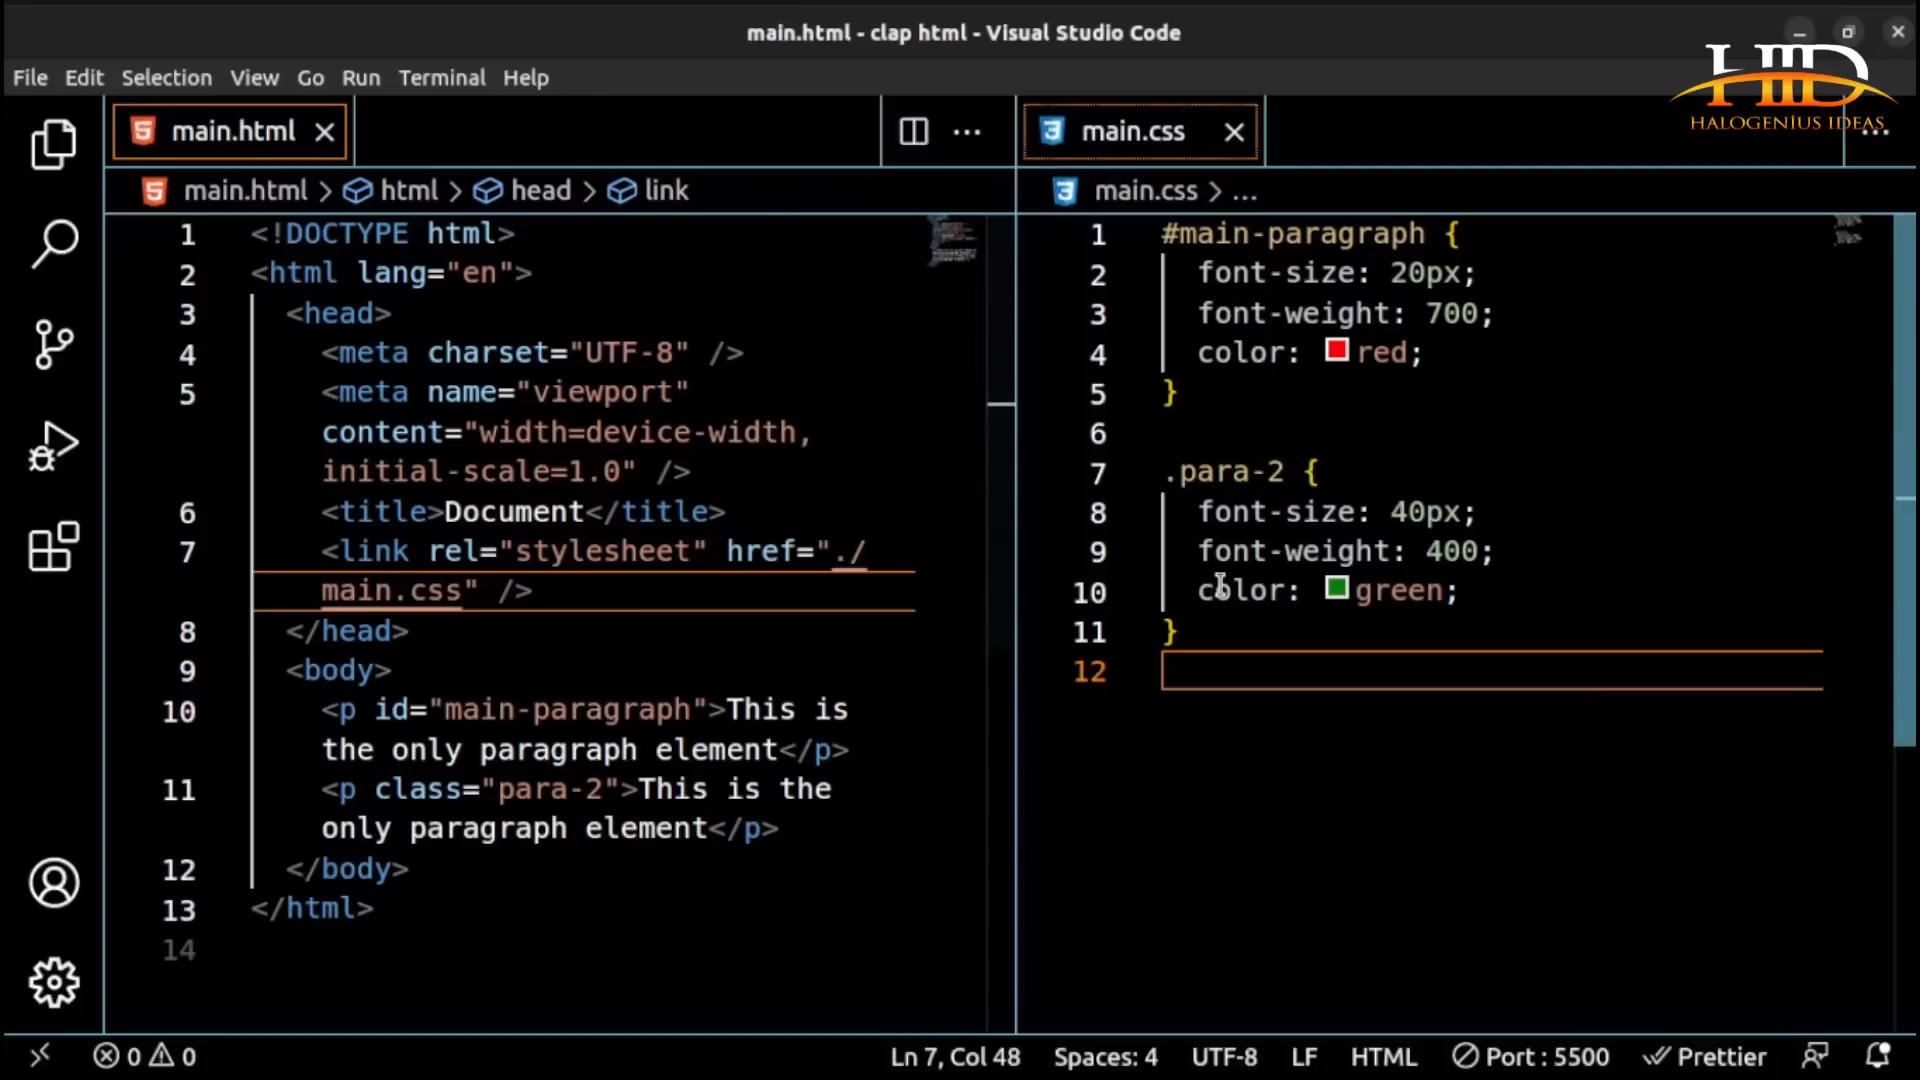 main.html - clap html - Visual Studio Code
File Edit Selection View Go Run Terminal Help
HID
HALOGENIUS IDEAS
main.html
main.html > html > head > link
1 <!DOCTYPE html>
2 <html lang="en">
3 <head>
4 <meta charset="UTF-8" />
5 <meta name="viewport"
content="width=device-width,
initial-scale=1.0" />
6 <title>Document</title>
7 <link rel="stylesheet" href="./
main.css" />
8 </head>
9 <body>
10 <p id="main-paragraph">This is
the only paragraph element</p>
11 <p class="para-2">This is the
only paragraph element</p>
12 </body>
13 </html>
14
main.css
main.css > ...
1 #main-paragraph {
2 font-size: 20px;
3 font-weight: 700;
4 color: red;
5 }
6
7 .para-2 {
8 font-size: 40px;
9 font-weight: 400;
10 color: green;
11 }
12
0 0 Ln 7, Col 48 Spaces: 4 UTF-8 LF HTML Port : 5500 Prettier